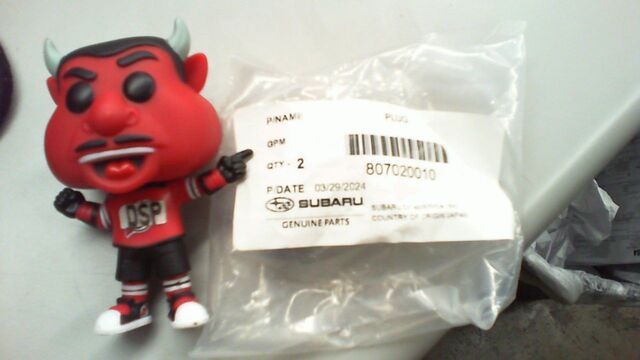 P/NAME PLUG
OPM
QTY - 2
807020010
P/DATE 03/29/2024
SUBARU
GENUINE PARTS
SUBARU OF AMERICA, INC.
COUNTRY OF ORIGIN JAPAN
DSP